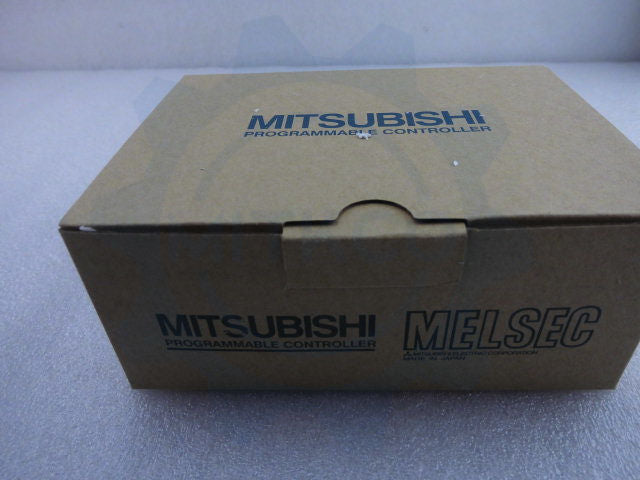 MITSUBISHI
PROGRAMMABLE CONTROLLER
MITSUBISHI
PROGRAMMABLE CONTROLLER
MELSEC
MITSUBISHI ELECTRIC CORPORATION
MADE IN JAPAN